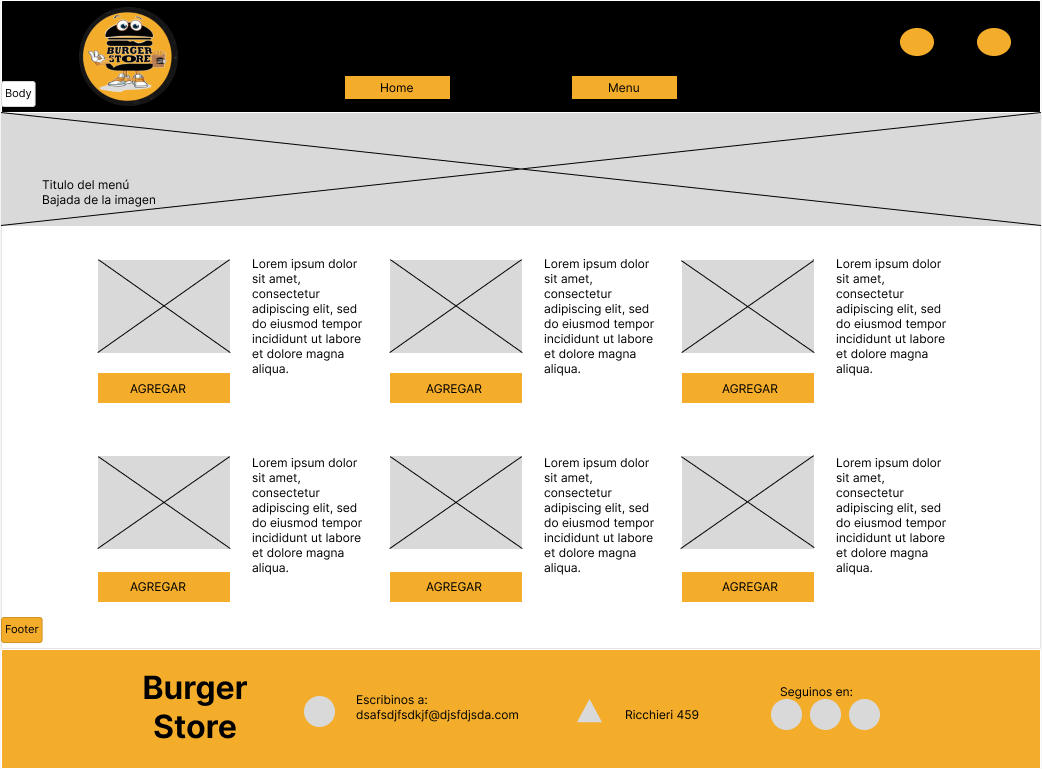 BURGER
STORE
Body
Home
Menu
Titulo del menú
Bajada de la imagen
Lorem ipsum dolor
sit amet,
consectetur
adipiscing elit, sed
do eiusmod tempor
incididunt ut labore
et dolore magna
aliqua.
AGREGAR
Lorem ipsum dolor
sit amet,
consectetur
adipiscing elit, sed
do eiusmod tempor
incididunt ut labore
et dolore magna
aliqua.
AGREGAR
Lorem ipsum dolor
sit amet,
consectetur
adipiscing elit, sed
do eiusmod tempor
incididunt ut labore
et dolore magna
aliqua.
AGREGAR
Lorem ipsum dolor
sit amet,
consectetur
adipiscing elit, sed
do eiusmod tempor
incididunt ut labore
et dolore magna
aliqua.
AGREGAR
Lorem ipsum dolor
sit amet,
consectetur
adipiscing elit, sed
do eiusmod tempor
incididunt ut labore
et dolore magna
aliqua.
AGREGAR
Lorem ipsum dolor
sit amet,
consectetur
adipiscing elit, sed
do eiusmod tempor
incididunt ut labore
et dolore magna
aliqua.
AGREGAR
Footer
Burger
Store
Escribinos a:
dsafsdjfsdkjf@djsfdjsda.com
Ricchieri 459
Seguinos en: